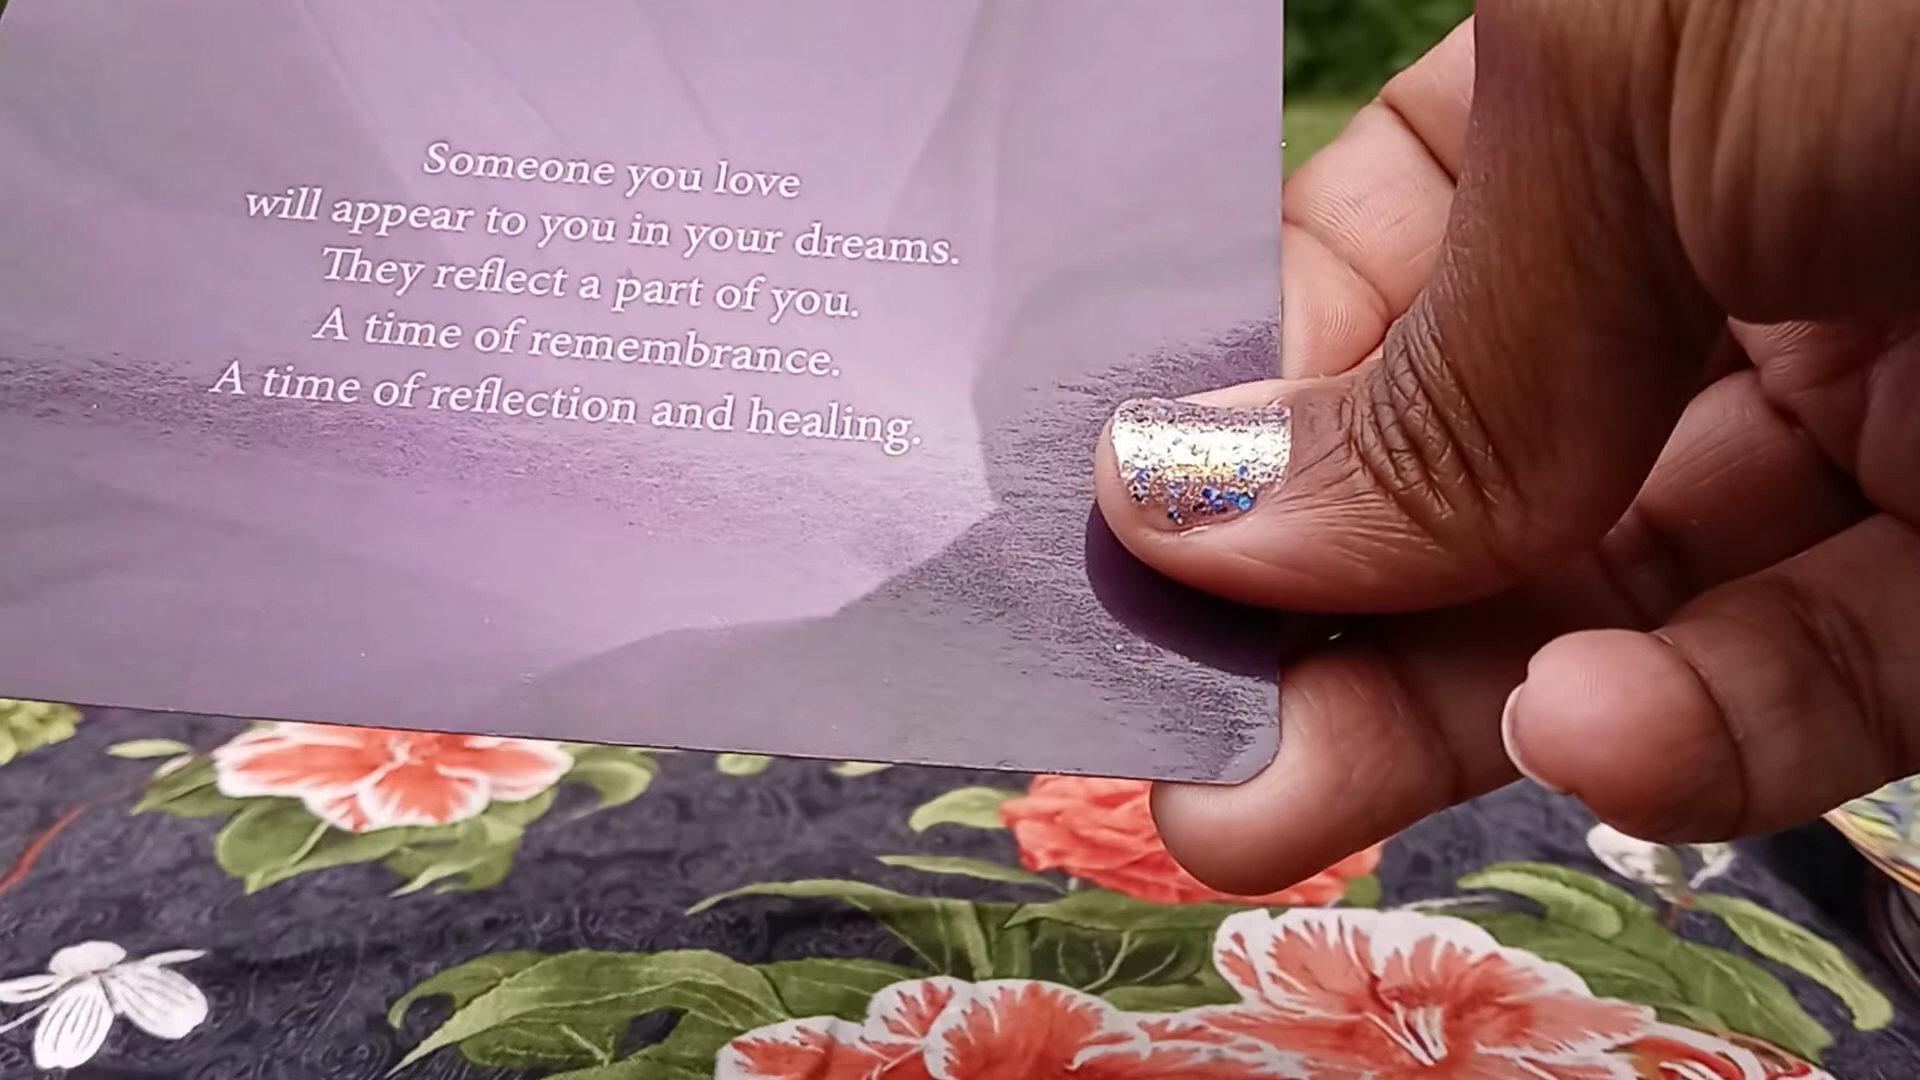 Someone you love
will appear to you in your dreams.
They reflect a part of you.
A time of remembrance.
A time of reflection and healing.